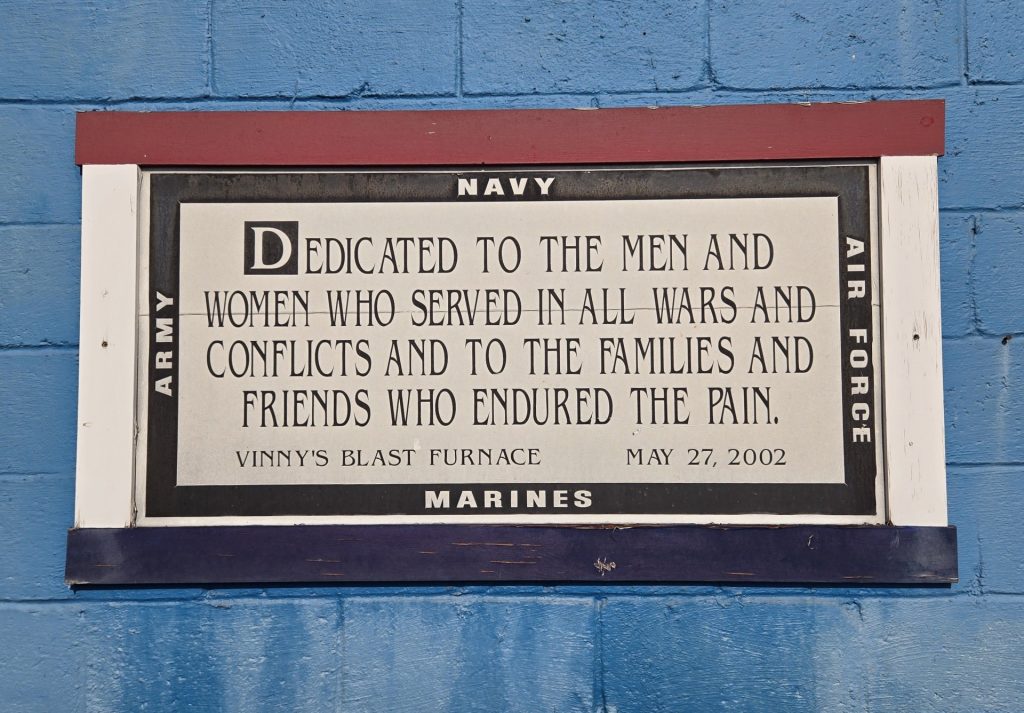 NAVY
DEDICATED TO THE MEN AND
WOMEN WHO SERVED IN ALL WARS AND
CONFLICTS AND TO THE FAMILIES AND
FRIENDS WHO ENDURED THE PAIN.
VINNY'S BLAST FURNACE MAY 27, 2002
ARMY
AIR FORCE
MARINES